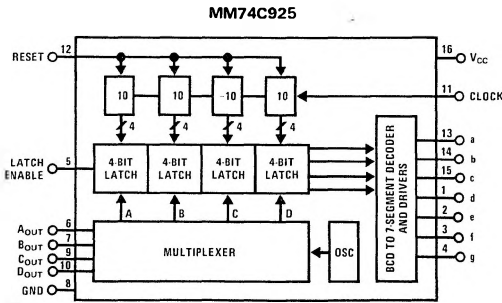 MM74C925
RESET 12
16 VCC
10 10 -10 10
11 CLOCK
4 4 4 4
13 a
LATCH ENABLE 5
4-BIT LATCH
4-BIT LATCH
4-BIT LATCH
4-BIT LATCH
14 b
15 c
1 d
2 e
3 f
4 g
BCD TO 7-SEGMENT DECODER AND DRIVERS
A B C D
AOUT 6
BOUT 7
COUT 9
DOUT 10
MULTIPLEXER
OSC
GND 8